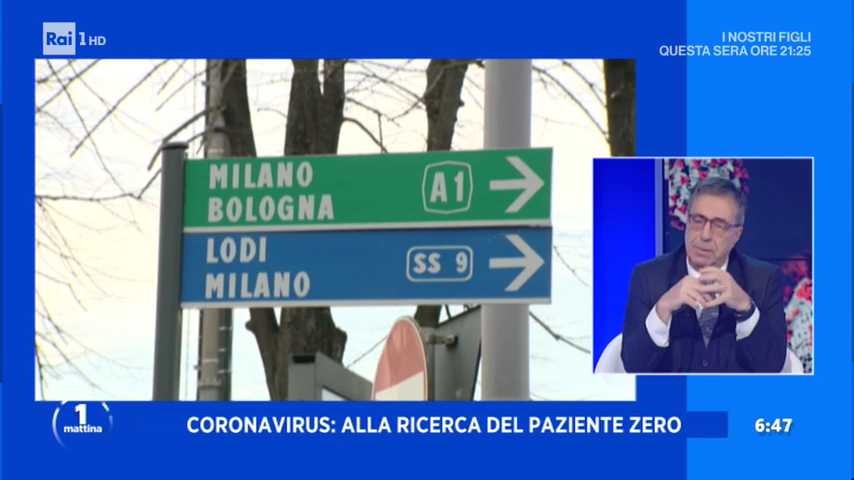 Rai 1 HD
I NOSTRI FIGLI
QUESTA SERA ORE 21:25
MILANO
BOLOGNA
A1
LODI
MILANO
SS 9
1
mattina
CORONAVIRUS: ALLA RICERCA DEL PAZIENTE ZERO
6:47